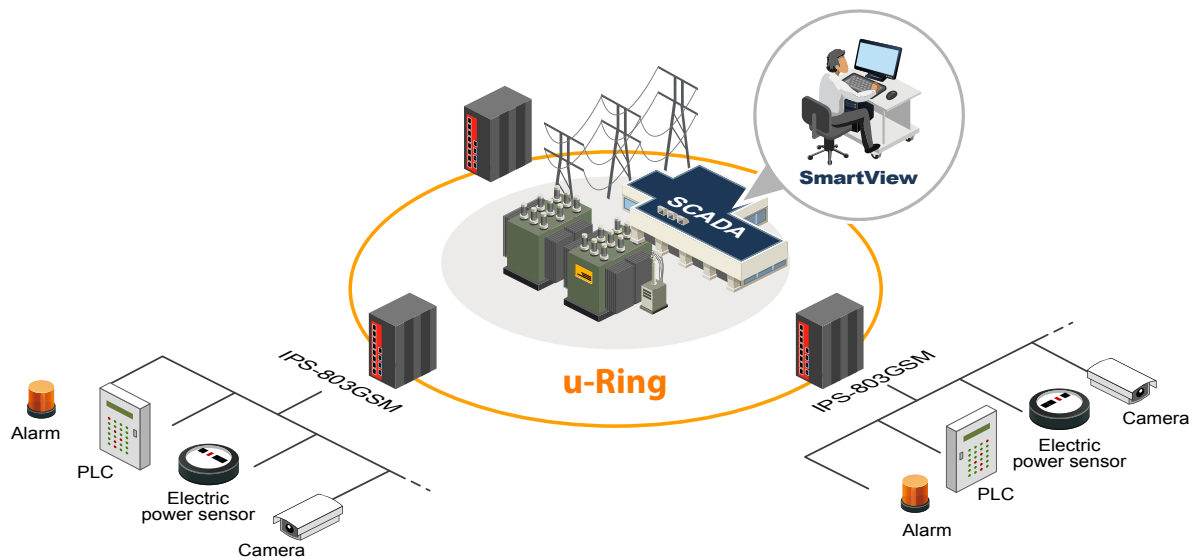 SmartView
SCADA
u-Ring
IPS-803GSM
Alarm
PLC
Electric
power sensor
Camera
IPS-803GSM
Camera
Electric
power sensor
PLC
Alarm